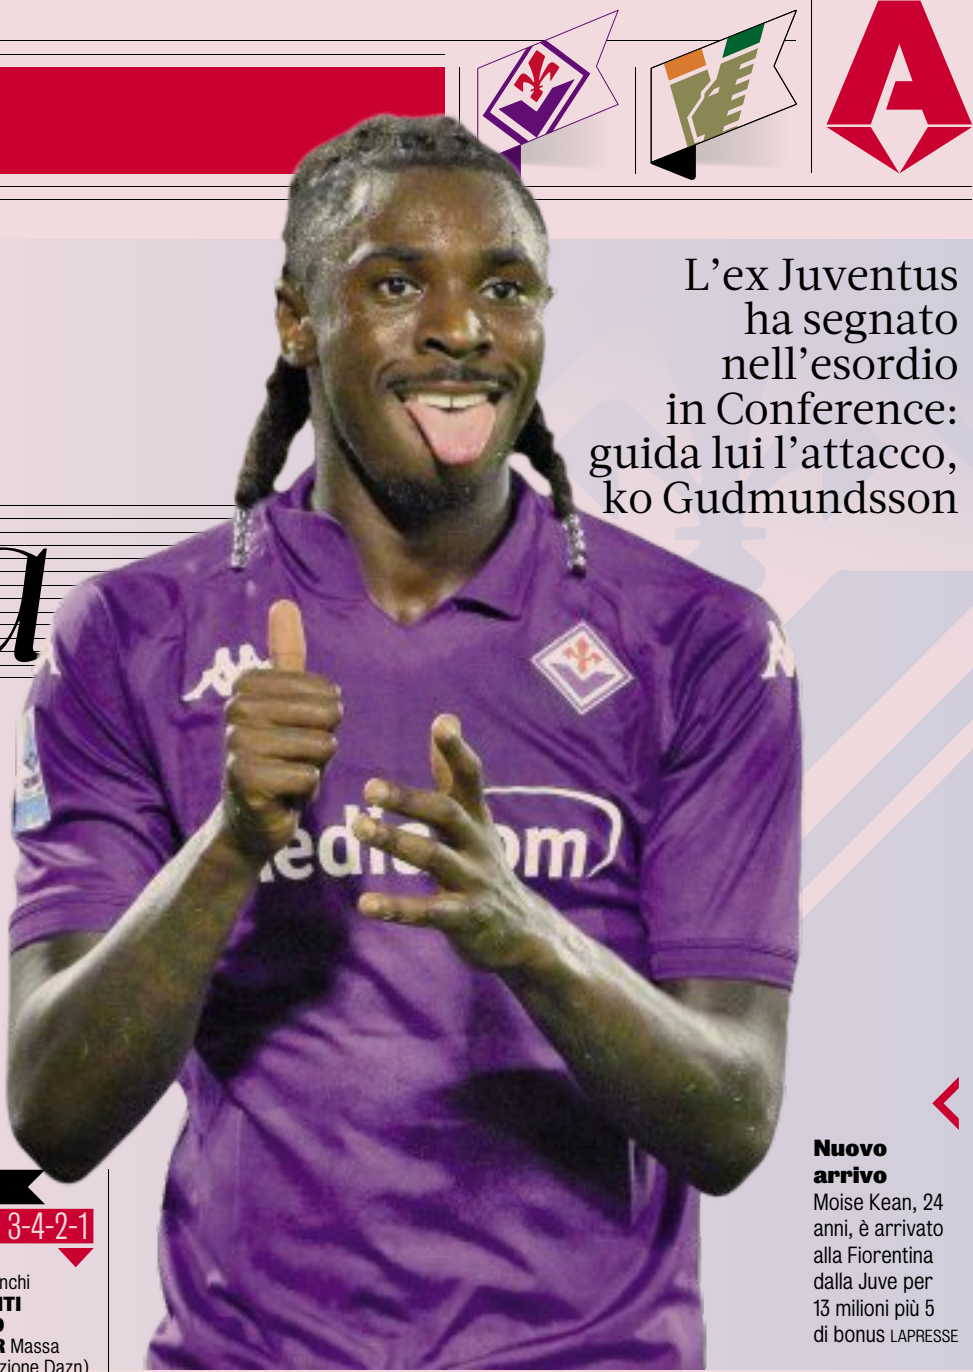 L’ex Juventus
ha segnato
nell’esordio
in Conference:
guida lui l’attacco,
ko Gudmundsson
Nuovo
arrivo
Moise Kean, 24
anni, è arrivato
alla Fiorentina
dalla Juve per
13 milioni più 5
di bonus LAPRESSE
3-4-2-1
Massa
Dazn)